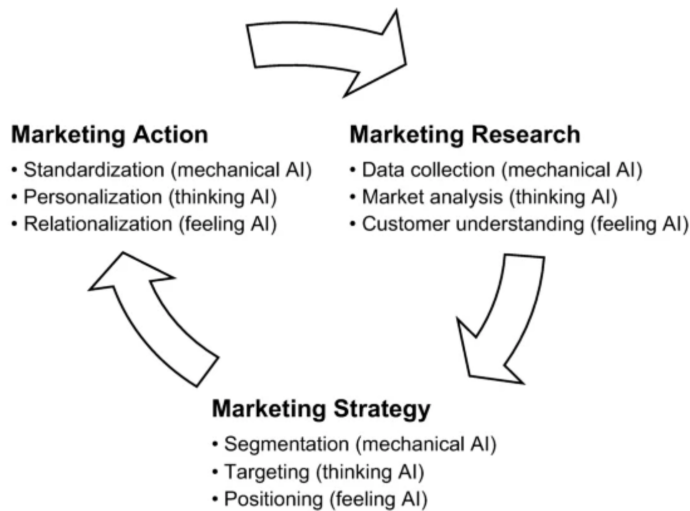 Marketing Action
• Standardization (mechanical AI)
• Personalization (thinking AI)
• Relationalization (feeling AI)
Marketing Research
• Data collection (mechanical AI)
• Market analysis (thinking AI)
• Customer understanding (feeling AI)
Marketing Strategy
• Segmentation (mechanical AI)
• Targeting (thinking AI)
• Positioning (feeling AI)